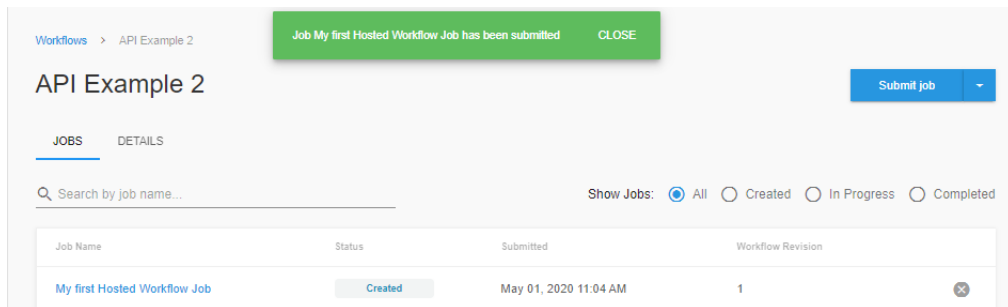 Job My first Hosted Workflow Job has been submitted CLOSE
Workflows > API Example 2
API Example 2
Submit job
JOBS DETAILS
Search by job name...
Show Jobs: All Created In Progress Completed
Job Name Status Submitted Workflow Revision
My first Hosted Workflow Job Created May 01, 2020 11:04 AM 1